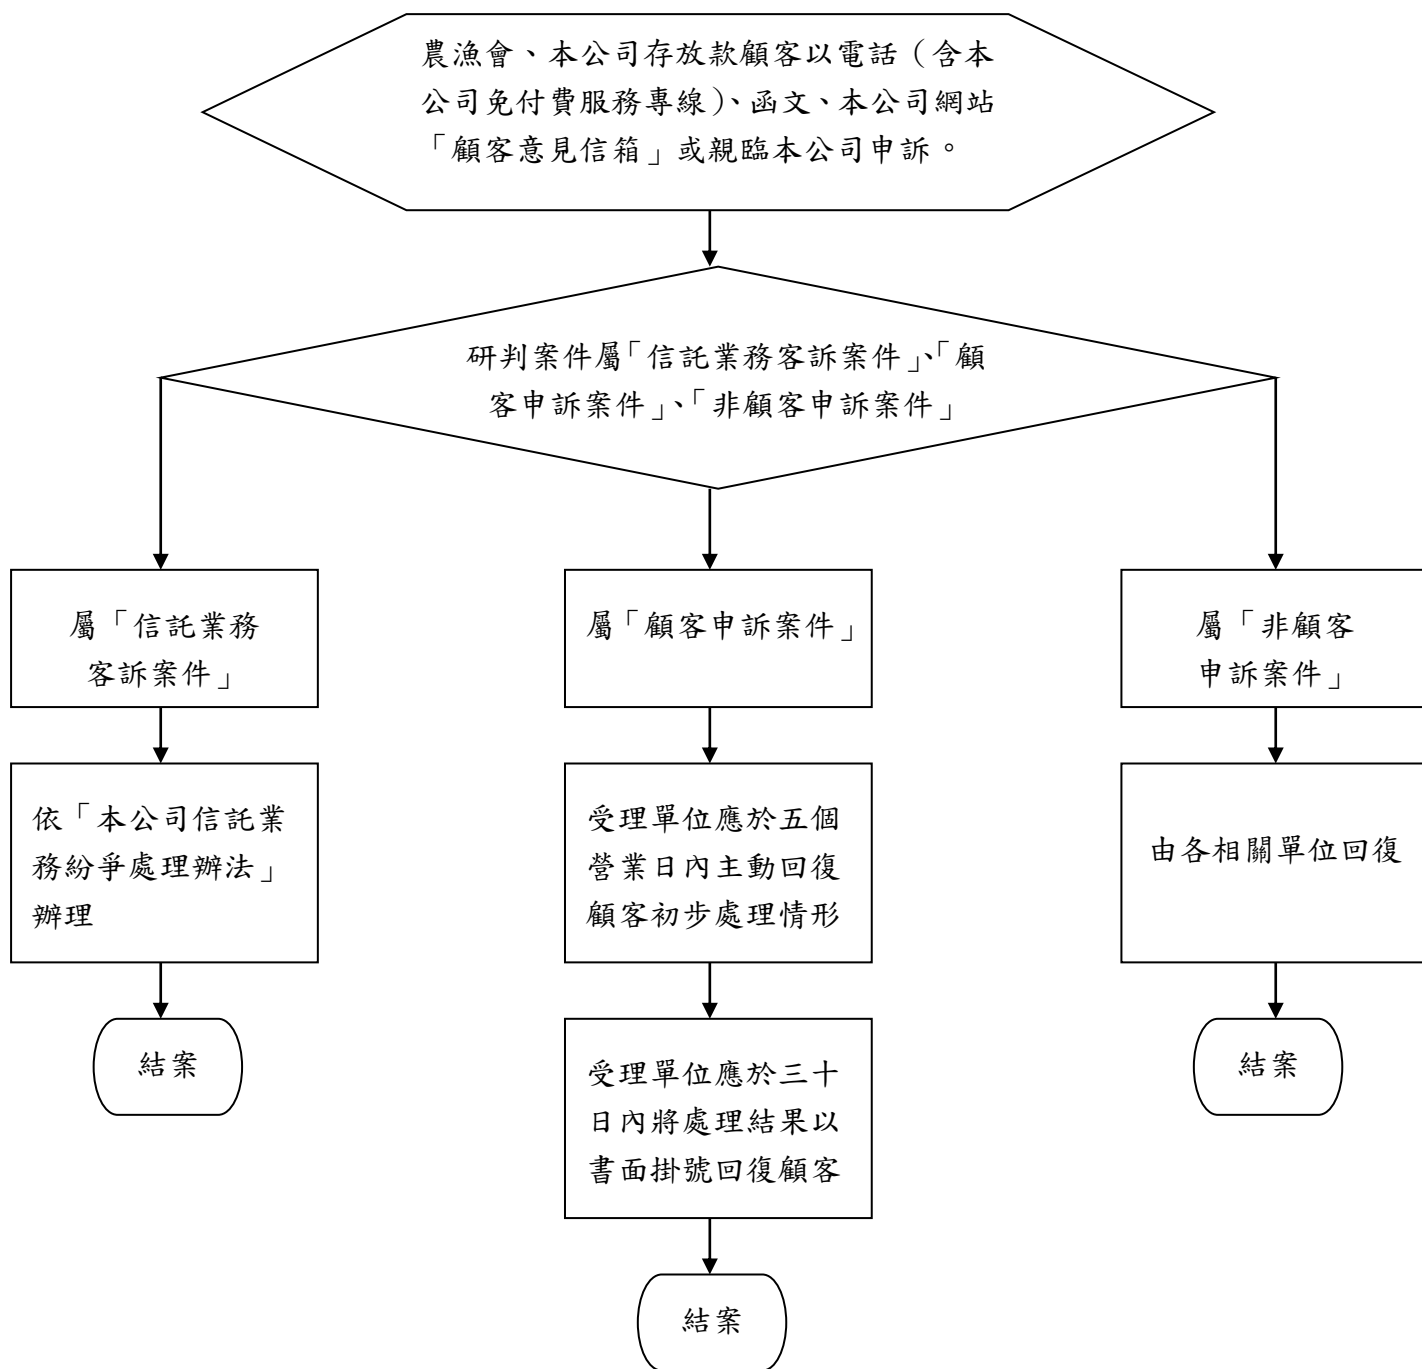 農漁會、本公司存放款顧客以電話（含本
公司免付費服務專線）、函文、本公司網站
「顧客意見信箱」或親臨本公司申訴。
研判案件屬「信託業務客訴案件」、「顧
客申訴案件」、「非顧客申訴案件」
屬「信託業務
客訴案件」
屬「顧客申訴案件」
屬「非顧客
申訴案件」
依「本公司信託業
務紛爭處理辦法」
辦理
受理單位應於五個
營業日內主動回復
顧客初步處理情形
由各相關單位回復
結案
受理單位應於三十
日內將處理結果以
書面掛號回復顧客
結案
結案